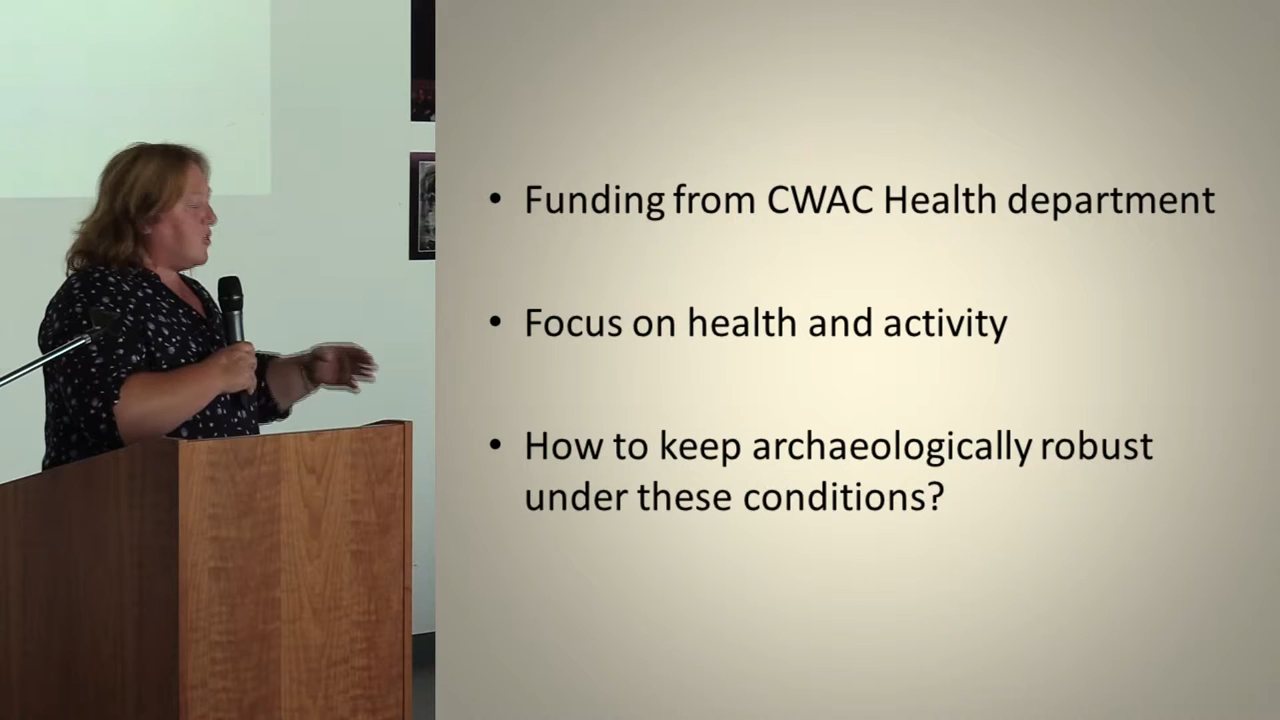 • Funding from CWAC Health department
• Focus on health and activity
• How to keep archaeologically robust
under these conditions?